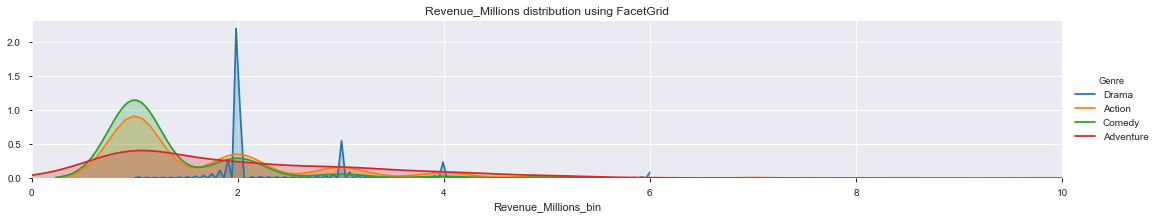 Revenue_Millions distribution using FacetGrid
2.0
1.5
1.0
0.5
0.0
0 2 4 6 8 10
Revenue_Millions_bin
Genre
Drama
Action
Comedy
Adventure